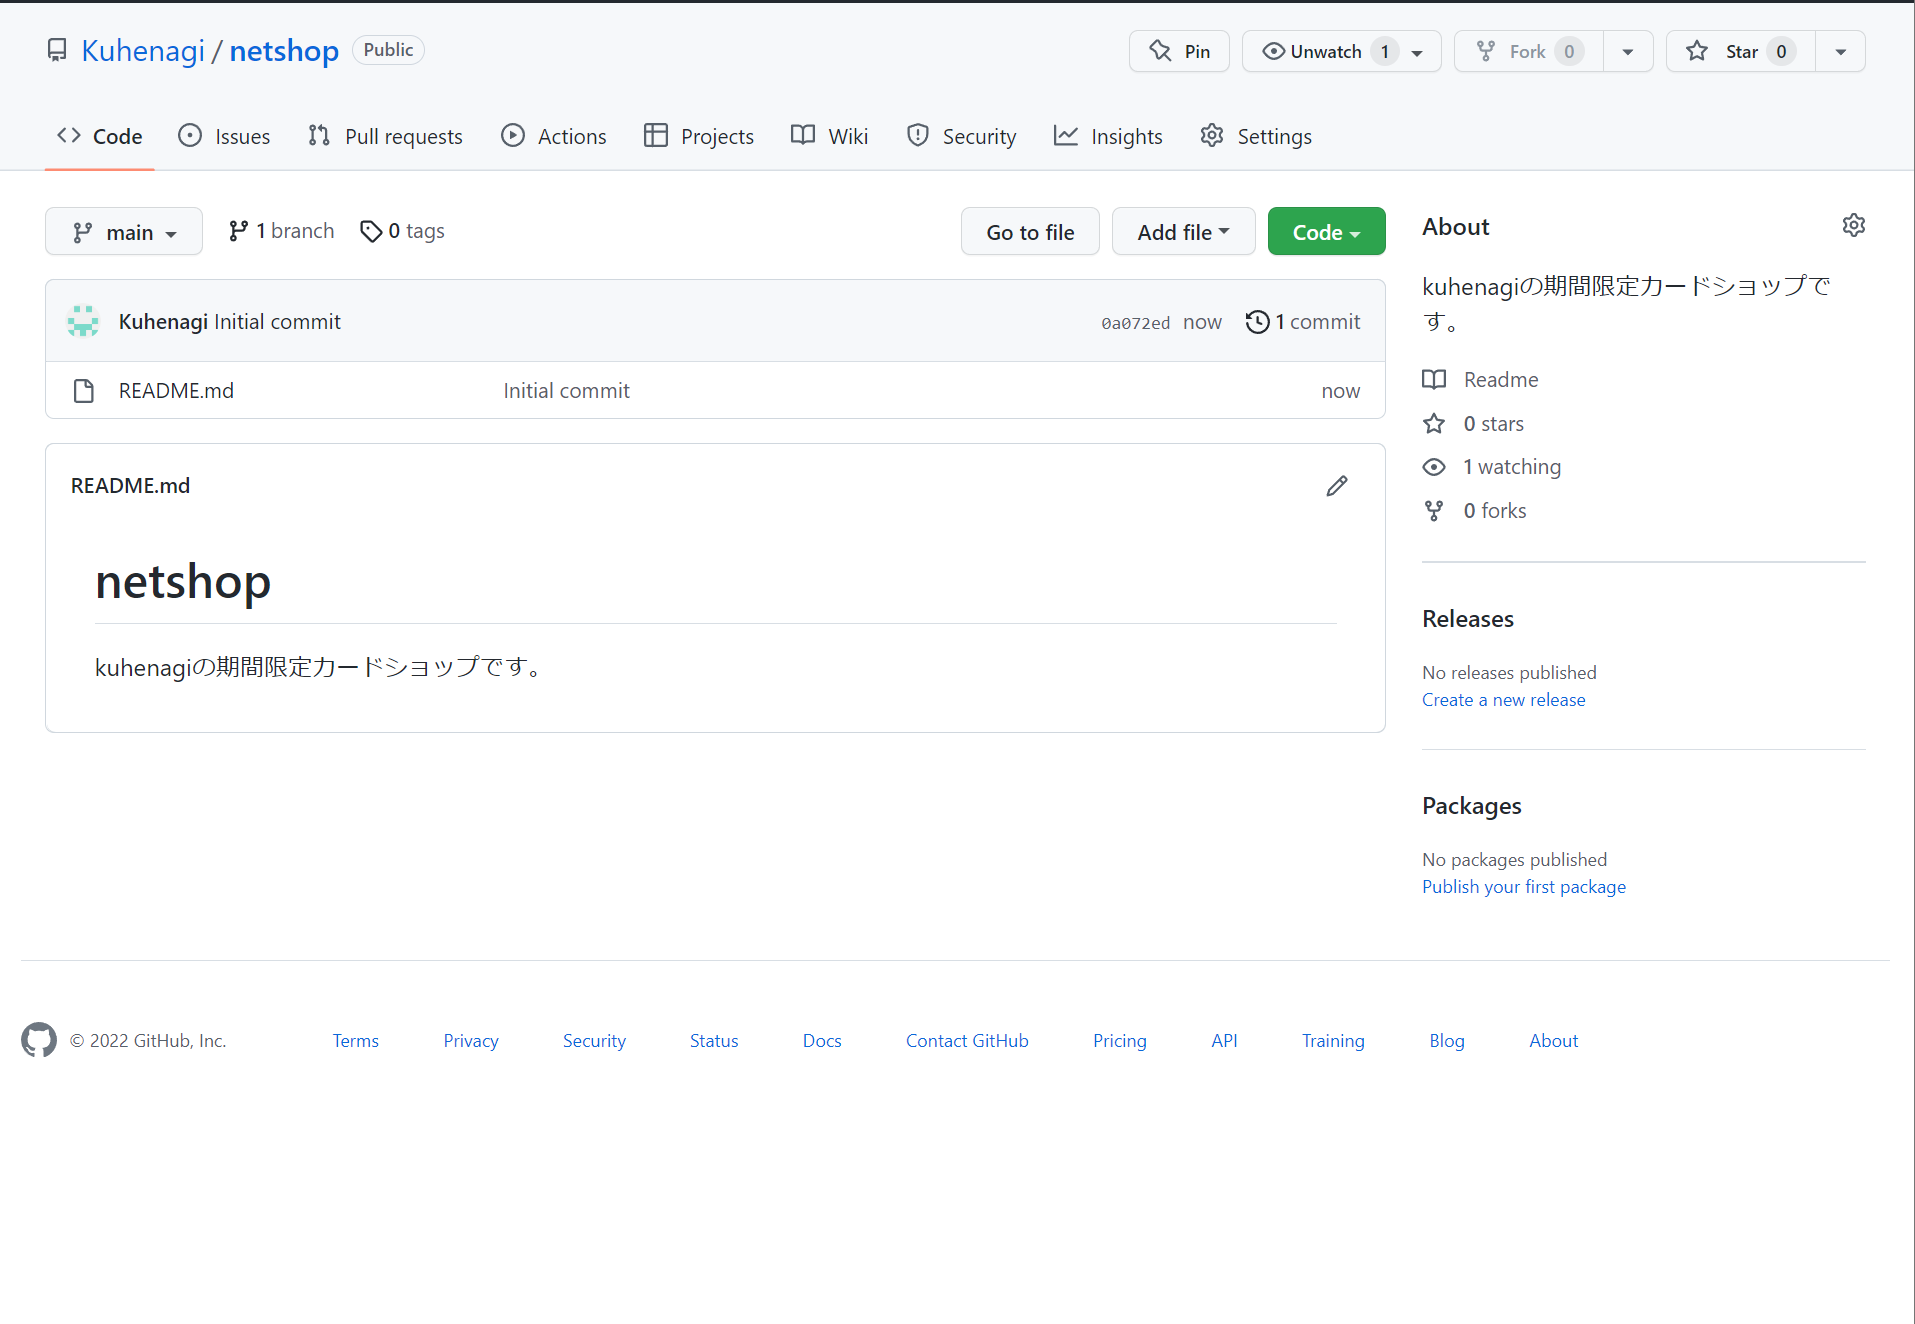 Kuhenagi / netshop Public
Pin Unwatch 1 Fork 0 Star 0
Code Issues Pull requests Actions Projects Wiki Security Insights Settings
main 1 branch 0 tags Go to file Add file Code
Kuhenagi Initial commit 0a072ed now 1 commit
README.md Initial commit now
README.md
netshop
kuhenagiの期間限定カードショップです。
About
kuhenagiの期間限定カードショップで
す。
Readme
0 stars
1 watching
0 forks
Releases
No releases published
Create a new release
Packages
No packages published
Publish your first package
© 2022 GitHub, Inc. Terms Privacy Security Status Docs Contact GitHub Pricing API Training Blog About